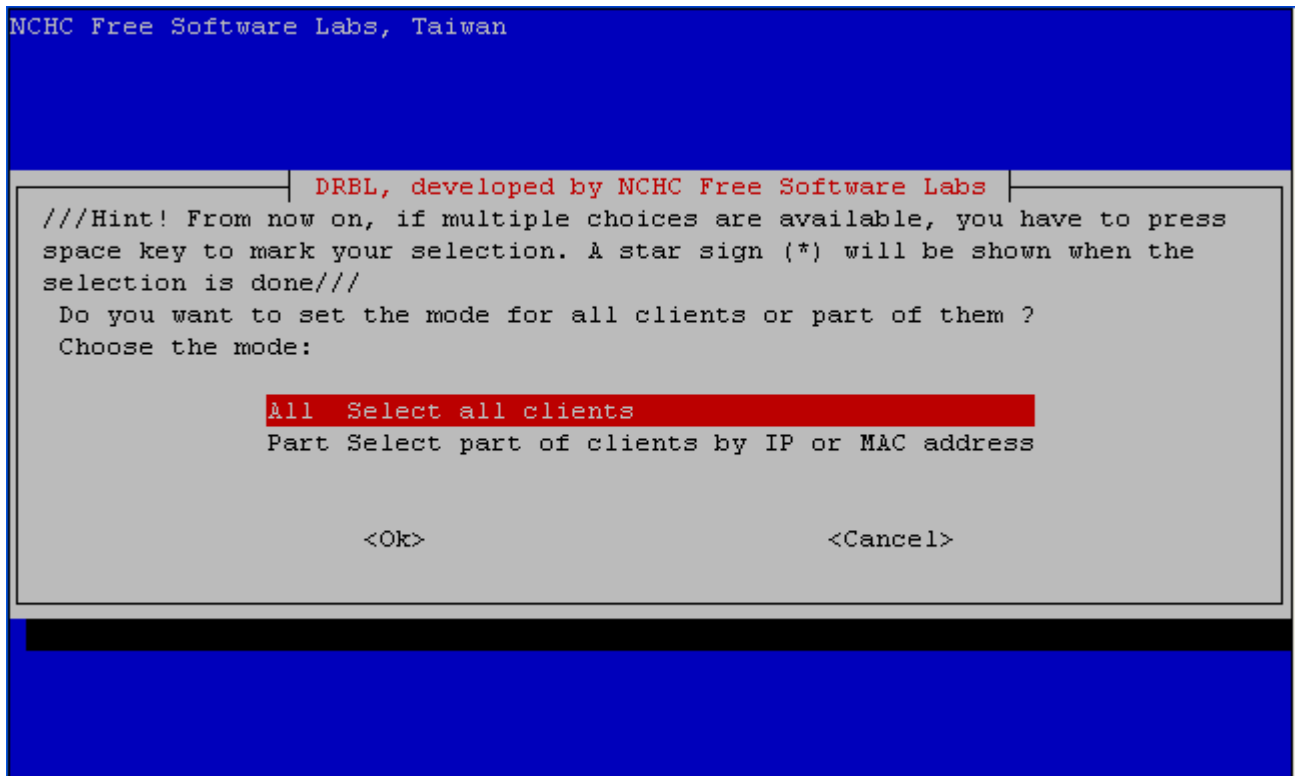 NCHC Free Software Labs, Taiwan
DRBL, developed by NCHC Free Software Labs
///Hint! From now on, if multiple choices are available, you have to press
space key to mark your selection. A star sign (*) will be shown when the
selection is done///
Do you want to set the mode for all clients or part of them ?
Choose the mode:
All  Select all clients
Part Select part of clients by IP or MAC address
<Ok> <Cancel>